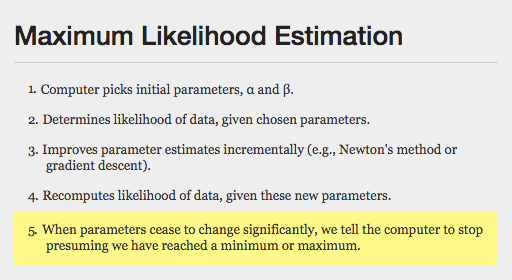 Maximum Likelihood Estimation
1. Computer picks initial parameters, α and β.
2. Determines likelihood of data, given chosen parameters.
3. Improves parameter estimates incrementally (e.g., Newton's method or
gradient descent).
4. Recomputes likelihood of data, given these new parameters.
5. When parameters cease to change significantly, we tell the computer to stop
presuming we have reached a minimum or maximum.